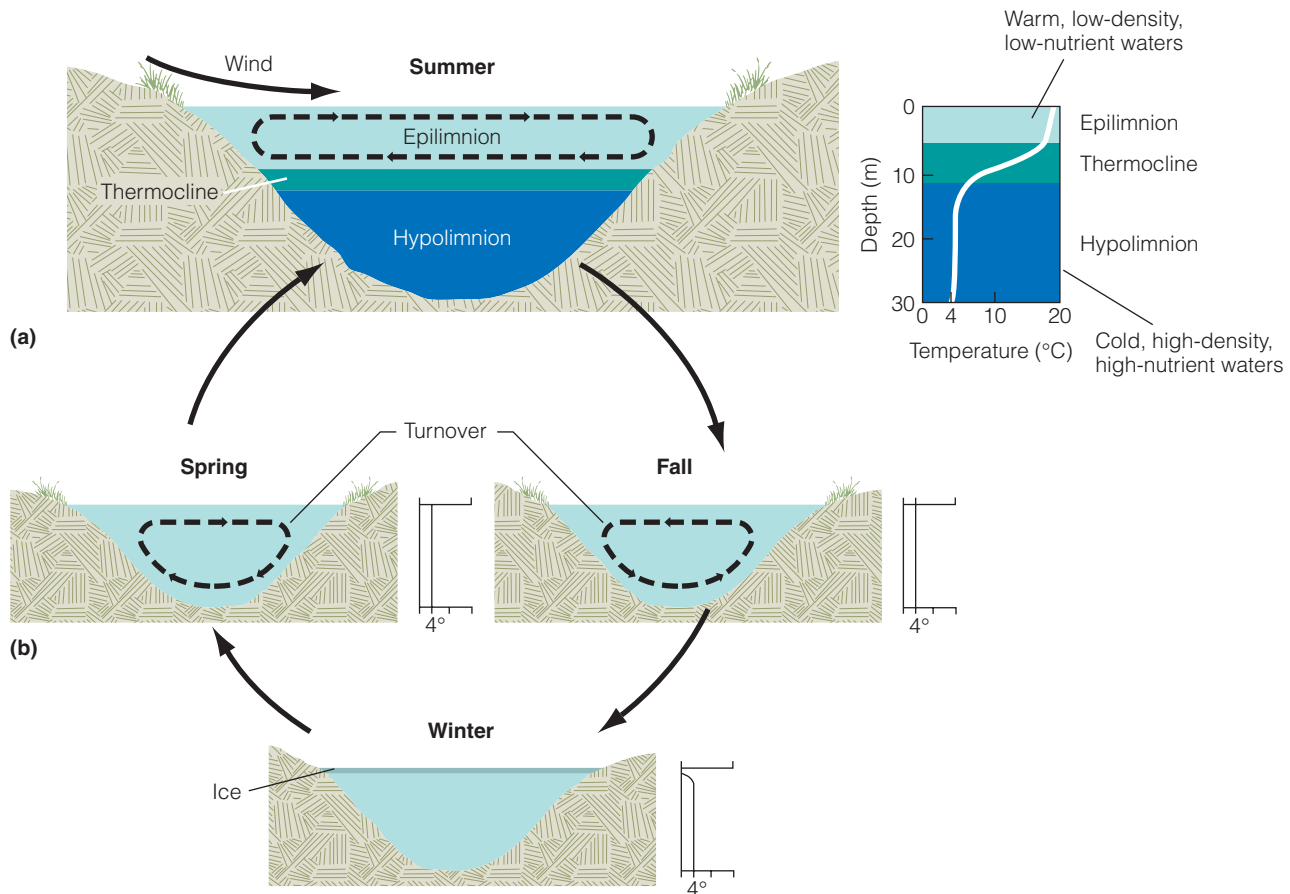 Warm, low-density,
low-nutrient waters
Wind
Summer
Epilimnion
Thermocline
Hypolimnion
(a)
0
10
20
30
Depth (m)
0 4 10 20
Temperature (°C)
Epilimnion
Thermocline
Hypolimnion
Cold, high-density,
high-nutrient waters
Turnover
Spring
Fall
4°
4°
(b)
Winter
Ice
4°